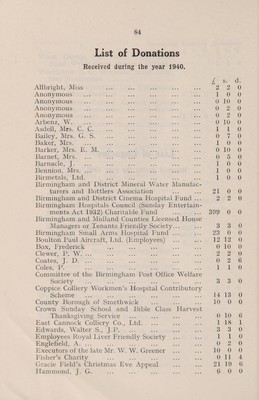 84
List of Donations
Received during the year 1940.
£ s. d.
Allbright, Miss ... 2 2 0
Anonymous ... 1 0 0
Anonymous ... 0 10 0
Anonymous ... 0 2 0
Anonymous ... 0 2 0
Arbenz, W. ... 0 10 0
Asdell, Mrs. C. C. ... 1 1 0
Bailey, Mrs. G. S. ... 0 7 0
Baker, Mrs. ... 1 0 0
Barker, Mrs. E. M. ... 0 10 0
Barnet, Mrs. ... 0 5 0
Barnacle, J. ... 1 0 0
Bennion, Mrs. ... 1 0 0
Birmetals, Ltd. ... 1 0 0
Birmingham and District Mineral Water Manufac-
turers and Bottlers Association ... 21 0 0
Birmingham and District Cinema Hospital Fund ... 2 2 0
Birmingham Hospitals Council (Sunday Entertain-
ments Act 1932) Charitable Fund ... 399 0 0
Birmingham and Midland Counties Licensed House
Managers or Tenants Friendly Society ... 3 3 0
Birmingham Small Arms Hospital Fund ... 23 0 0
Boulton Paul Aircraft, Ltd. (Employees) ... 12 12 0
Box, Frederick ... 0 10 0
Clewer, P. W. ... 2 2 0
Coates, J. D. ... 0 2 6
Coles, P. ... 1 1 0
Committee of the Birmingham Post Office Welfare
Society ... 3 3 0
Coppice Colliery Workmen's Hospital Contributory
Scheme ... 14 13 0
County Borough of Smethwick ... 10 0 0
Crown Sunday School and Bible Class Harvest
Thanksgiving Service ... 0 10 6
East Cannock Colliery Co., Ltd. ... 1 18 1
Edwards, Walter S., J.P. ... 3 3 0
Employees Royal Liver Friendly Society ... 1 1 0
Englefield, A. ... 0 2 0
Executors of the late Mr. W. W. Greener ... 10 0 0
Fisher's Charity ... 0 11 4
Gracie Field's Christmas Eve Appeal ... 21 19 6
Hammond, J. G. ... 6 0 0